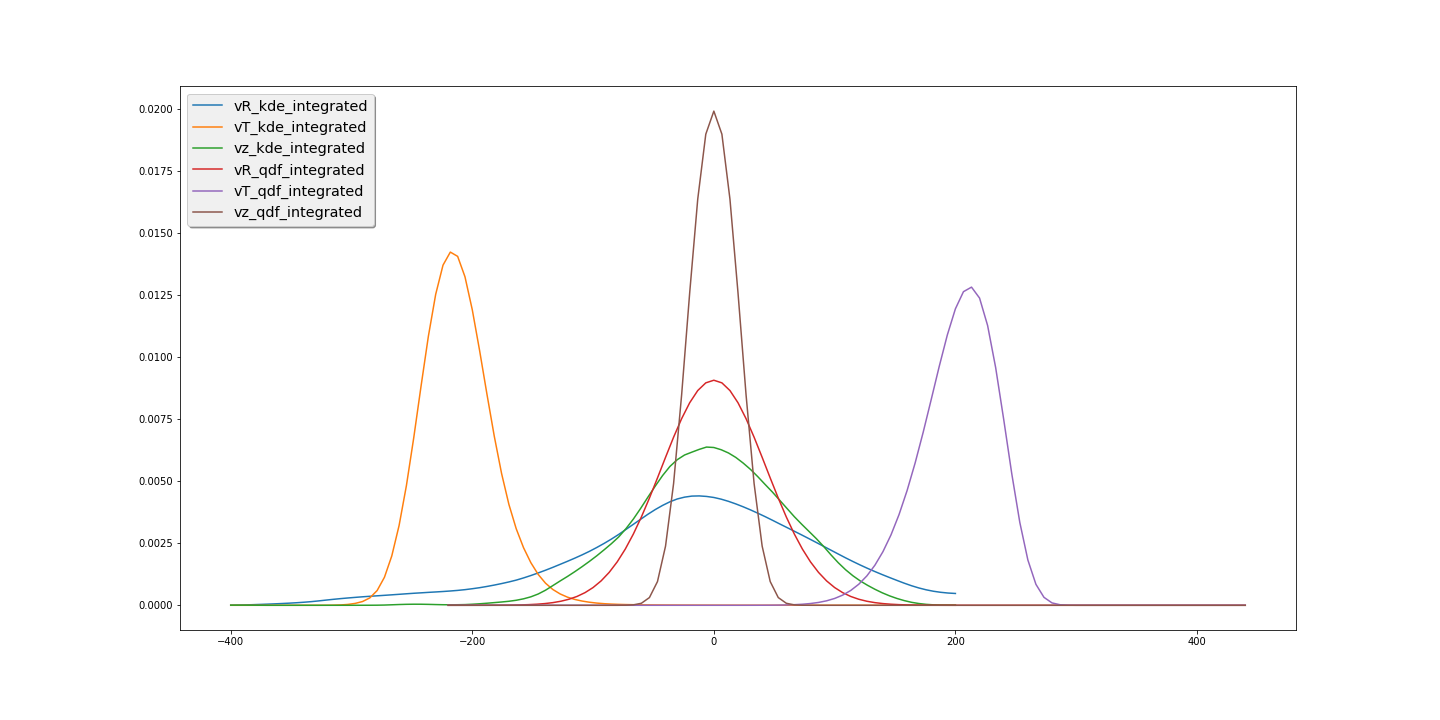 vR_kde_integrated
vT_kde_integrated
vz_kde_integrated
vR_qdf_integrated
vT_qdf_integrated
vz_qdf_integrated
0.0200
0.0175
0.0150
0.0125
0.0100
0.0075
0.0050
0.0025
0.0000
−400 −200 0 200 400